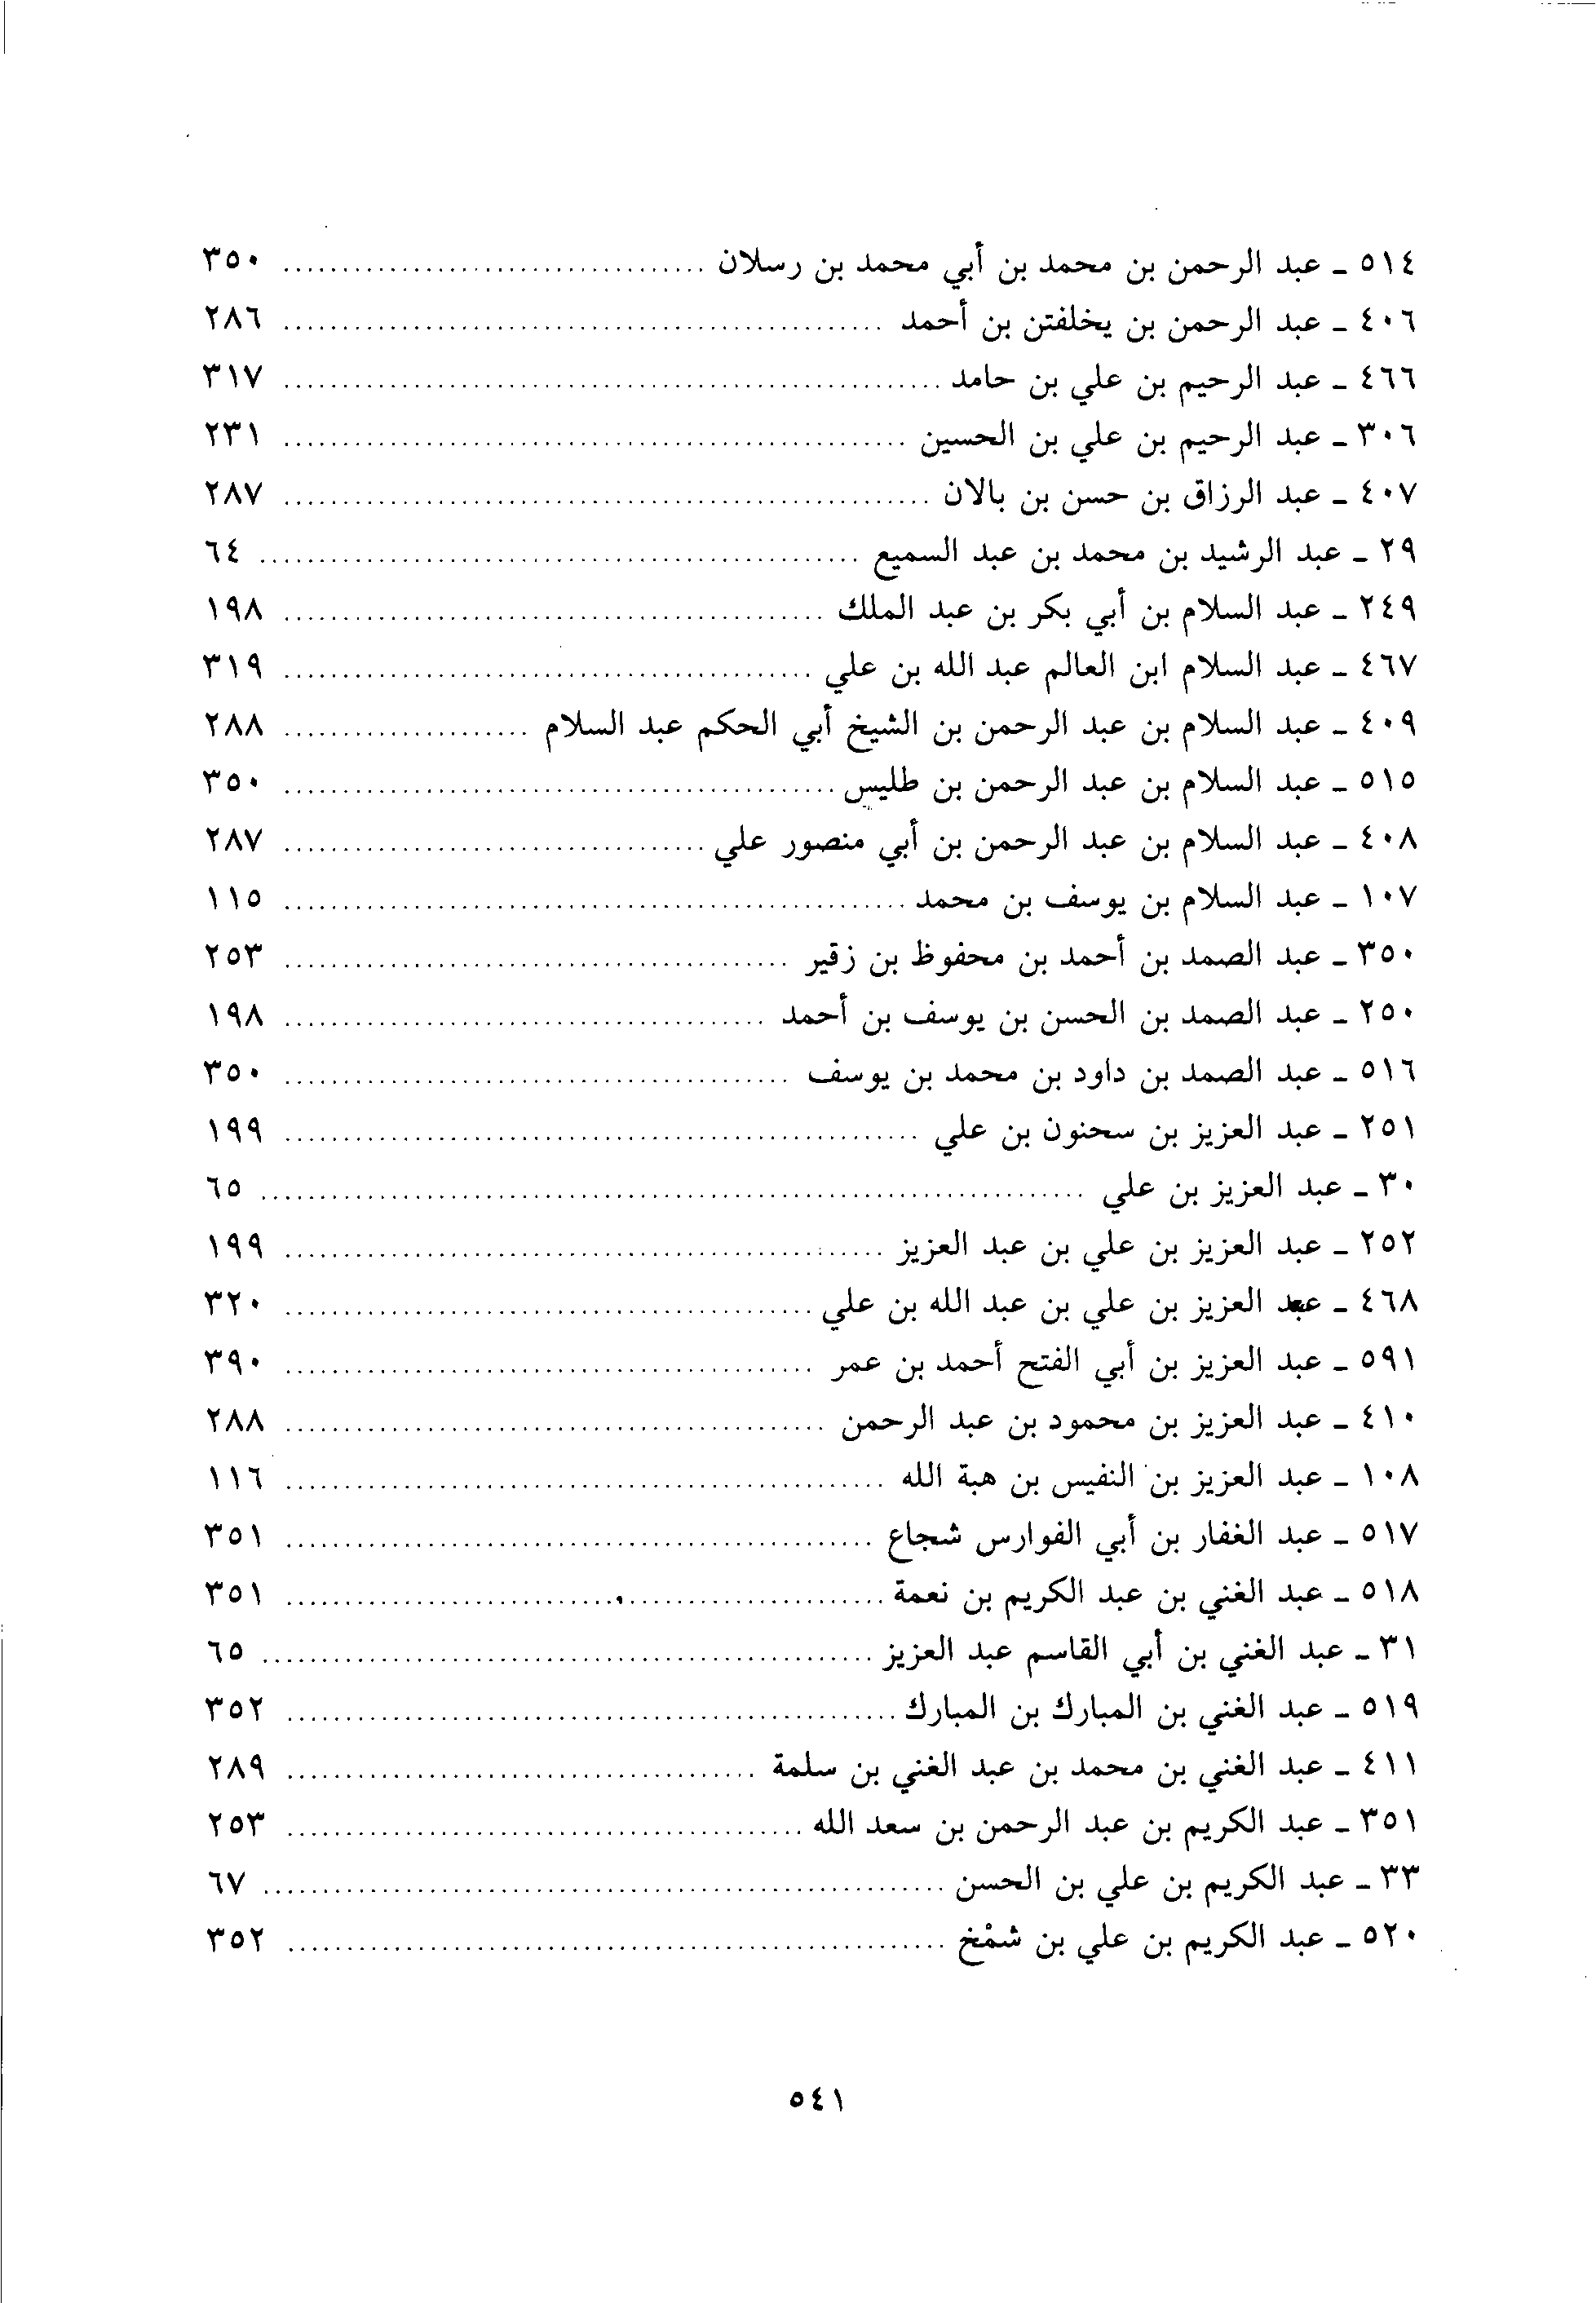 ٥١٤ ـ عبد الرحمن بن محمد بن أبي محمد بن رسلان ........ ٣٥٠
٤٠٦ ـ عبد الرحمن بن يخلفتن بن أحمد ........ ٢٨٦
٤٦٦ ـ عبد الرحيم بن علي بن حامد ........ ٣١٧
٣٠٦ ـ عبد الرحيم بن علي بن الحسين ........ ٢٣١
٤٠٧ ـ عبد الرزاق بن حسن بن بالان ........ ٢٨٧
٢٩ ـ عبد الرشيد بن محمد بن عبد السميع ........ ٦٤
٢٤٩ ـ عبد السلام بن أبي بكر بن عبد الملك ........ ١٩٨
٤٦٧ ـ عبد السلام ابن العالم عبد الله بن علي ........ ٣١٩
٤٠٩ ـ عبد السلام بن عبد الرحمن بن الشيخ أبي الحكم عبد السلام ........ ٢٨٨
٥١٥ ـ عبد السلام بن عبد الرحمن بن طليس ........ ٣٥٠
٤٠٨ ـ عبد السلام بن عبد الرحمن بن أبي منصور علي ........ ٢٨٧
١٠٧ ـ عبد السلام بن يوسف بن محمد ........ ١١٥
٣٥٠ ـ عبد الصمد بن أحمد بن محفوظ بن زقير ........ ٢٥٣
٢٥٠ ـ عبد الصمد بن الحسن بن يوسف بن أحمد ........ ١٩٨
٥١٦ ـ عبد الصمد بن داود بن محمد بن يوسف ........ ٣٥٠
٢٥١ ـ عبد العزيز بن سحنون بن علي ........ ١٩٩
٣٠ ـ عبد العزيز بن علي ........ ٦٥
٢٥٢ ـ عبد العزيز بن علي بن عبد العزيز ........ ١٩٩
٤٦٨ ـ عبد العزيز بن علي بن عبد الله بن علي ........ ٣٢٠
٥٩١ ـ عبد العزيز بن أبي الفتح أحمد بن عمر ........ ٣٩٠
٤١٠ ـ عبد العزيز بن محمود بن عبد الرحمن ........ ٢٨٨
١٠٨ ـ عبد العزيز بن النفيس بن هبة الله ........ ١١٦
٥١٧ ـ عبد الغفار بن أبي الفوارس شجاع ........ ٣٥١
٥١٨ ـ عبد الغني بن عبد الكريم بن نعمة ........ ٣٥١
٣١ ـ عبد الغني بن أبي القاسم عبد العزيز ........ ٦٥
٥١٩ ـ عبد الغني بن المبارك بن المبارك ........ ٣٥٢
٤١١ ـ عبد الغني بن محمد بن عبد الغني بن سلمة ........ ٢٨٩
٣٥١ ـ عبد الكريم بن عبد الرحمن بن سعد الله ........ ٢٥٣
٣٣ ـ عبد الكريم بن علي بن الحسن ........ ٦٧
٥٢٠ ـ عبد الكريم بن علي بن شمْخ ........ ٣٥٢
٥٤١